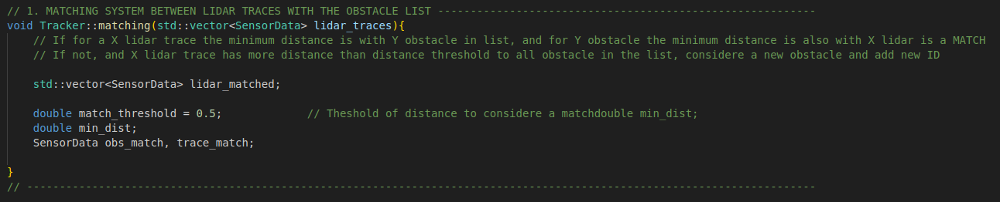 // 1. MATCHING SYSTEM BETWEEN LIDAR TRACES WITH THE OBSTACLE LIST ----------------------------------------------------------
void Tracker::matching(std::vector<SensorData> lidar_traces){
    // If for a X lidar trace the minimum distance is with Y obstacle in list, and for Y obstacle the minimum distance is also with X lidar is a MATCH
    // If not, and X lidar trace has more distance than distance threshold to all obstacle in the list, considere a new obstacle and add new ID
    std::vector<SensorData> lidar_matched;
    double match_threshold = 0.5;             // Theshold of distance to considere a matchdouble min_dist;
    double min_dist;
    SensorData obs_match, trace_match;
}
// -------------------------------------------------------------------------------------------------------------------------